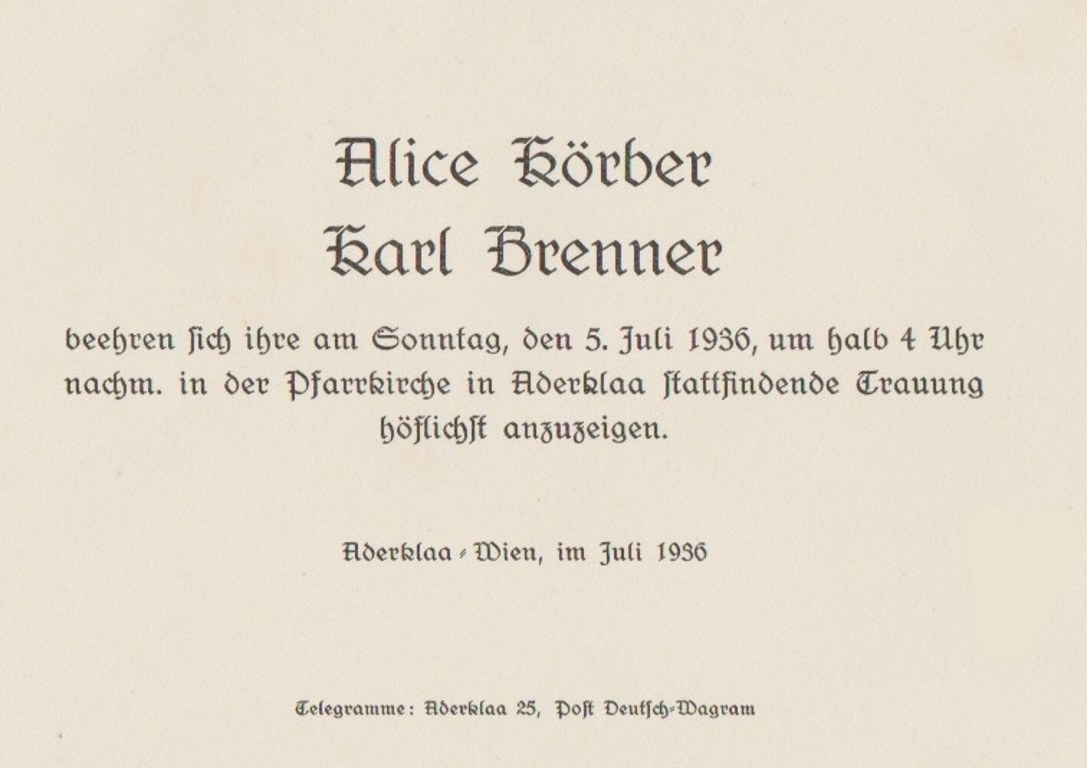 Alice Körber
Karl Brenner
beehren sich ihre am Sonntag, den 5. Juli 1936, um halb 4 Uhr
nachm. in der Pfarrkirche in Aderklaa stattfindende Trauung
höflichst anzuzeigen.
Aderklaa-Wien, im Juli 1936
Telegramme: Aderklaa 25, Post Deutsch-Wagram